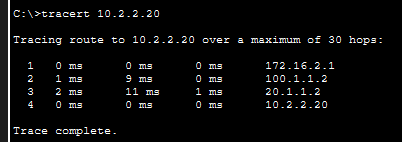 C:\>tracert 10.2.2.20
Tracing route to 10.2.2.20 over a maximum of 30 hops:
1 0 ms 0 ms 0 ms 172.16.2.1
2 1 ms 9 ms 0 ms 100.1.1.2
3 2 ms 11 ms 1 ms 20.1.1.2
4 0 ms 0 ms 0 ms 10.2.2.20
Trace complete.